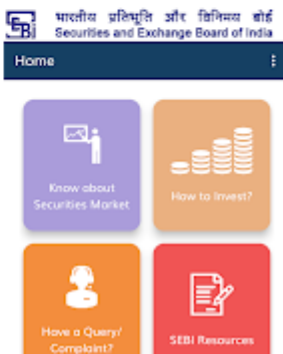 SEBI
भारतीय प्रतिभूति और विनिमय बोर्ड
Securities and Exchange Board of India
Home
Know about
Securities Market
How to Invest?
Have a Query/
Complaint?
SEBI Resources